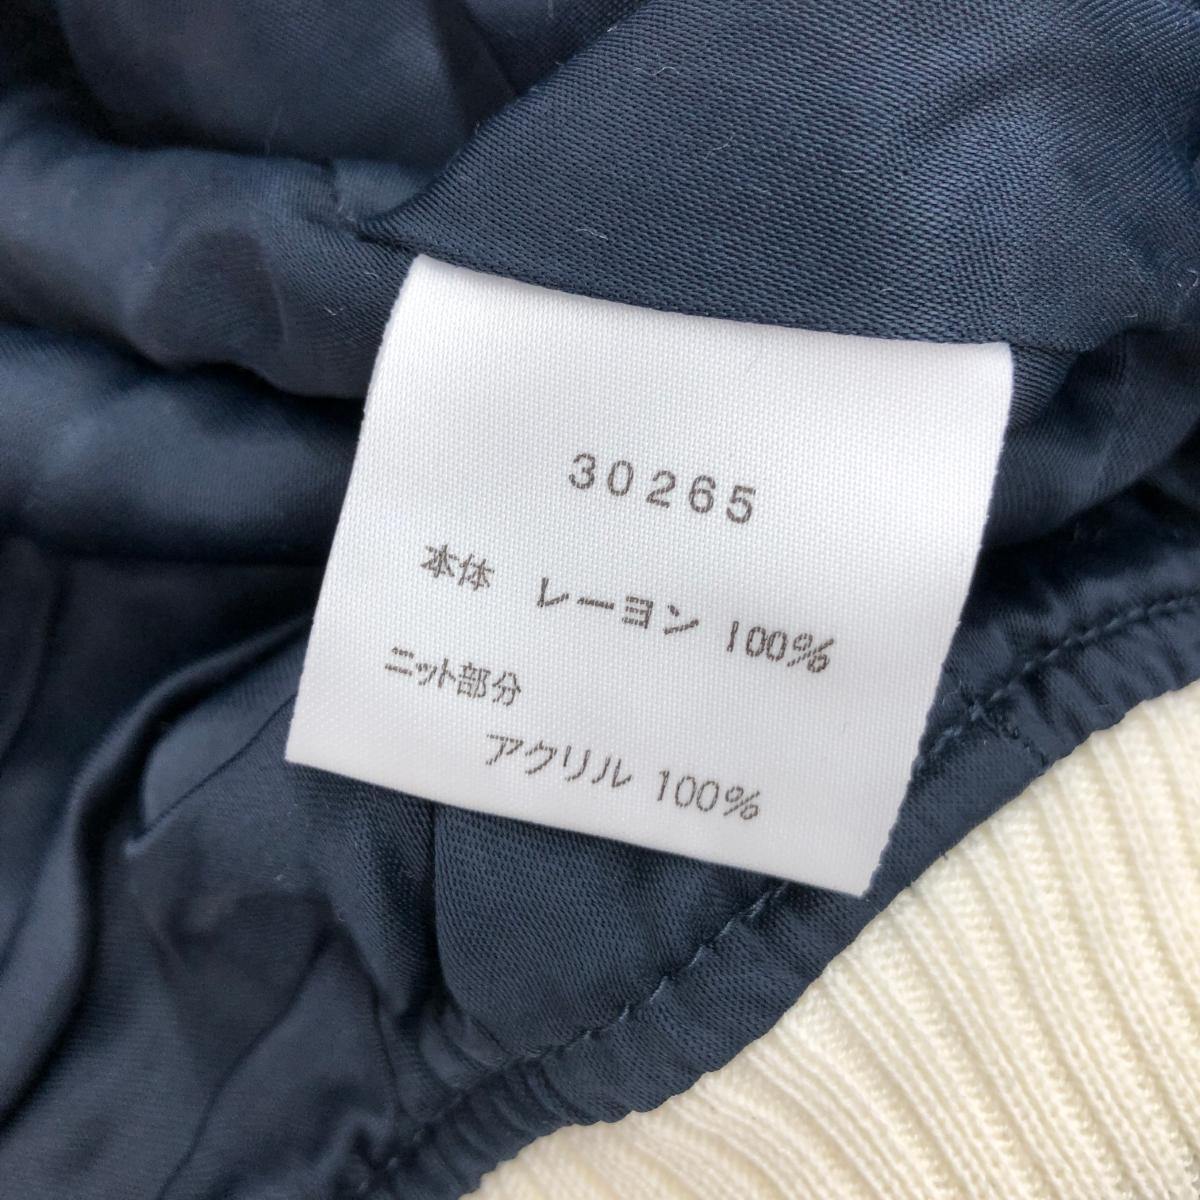 30265
本体 レーヨン 100%
ニット部分
アクリル 100%